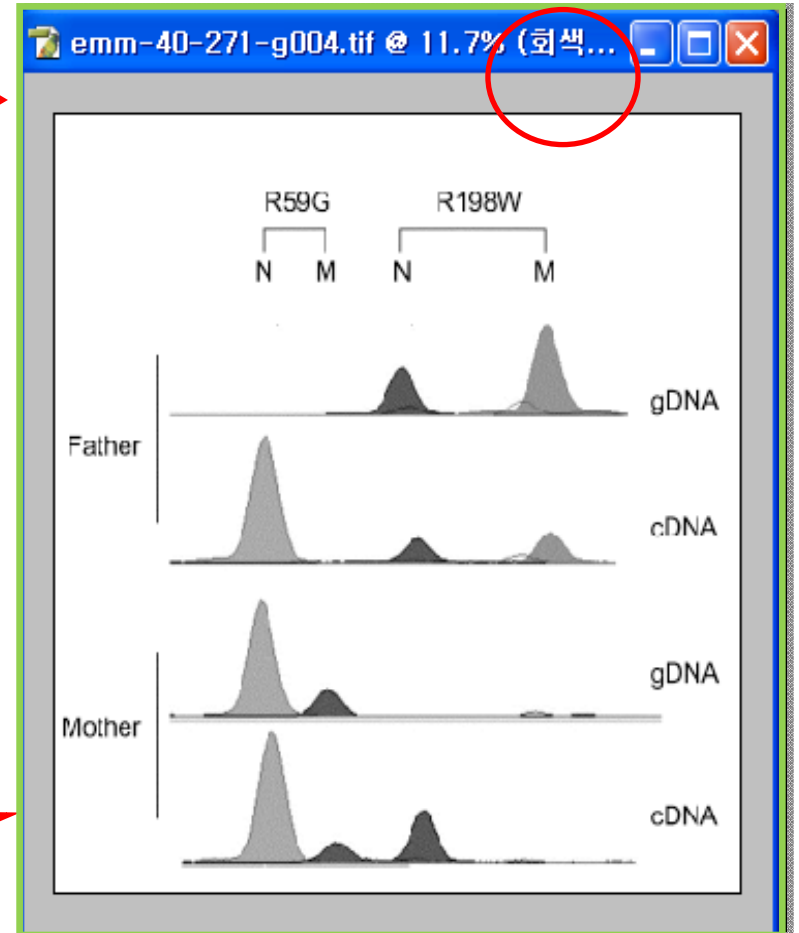 emm-40-271-g004.tif @ 11.7% (회색...
R59G R198W
N M N M
gDNA
Father
cDNA
gDNA
Mother
cDNA